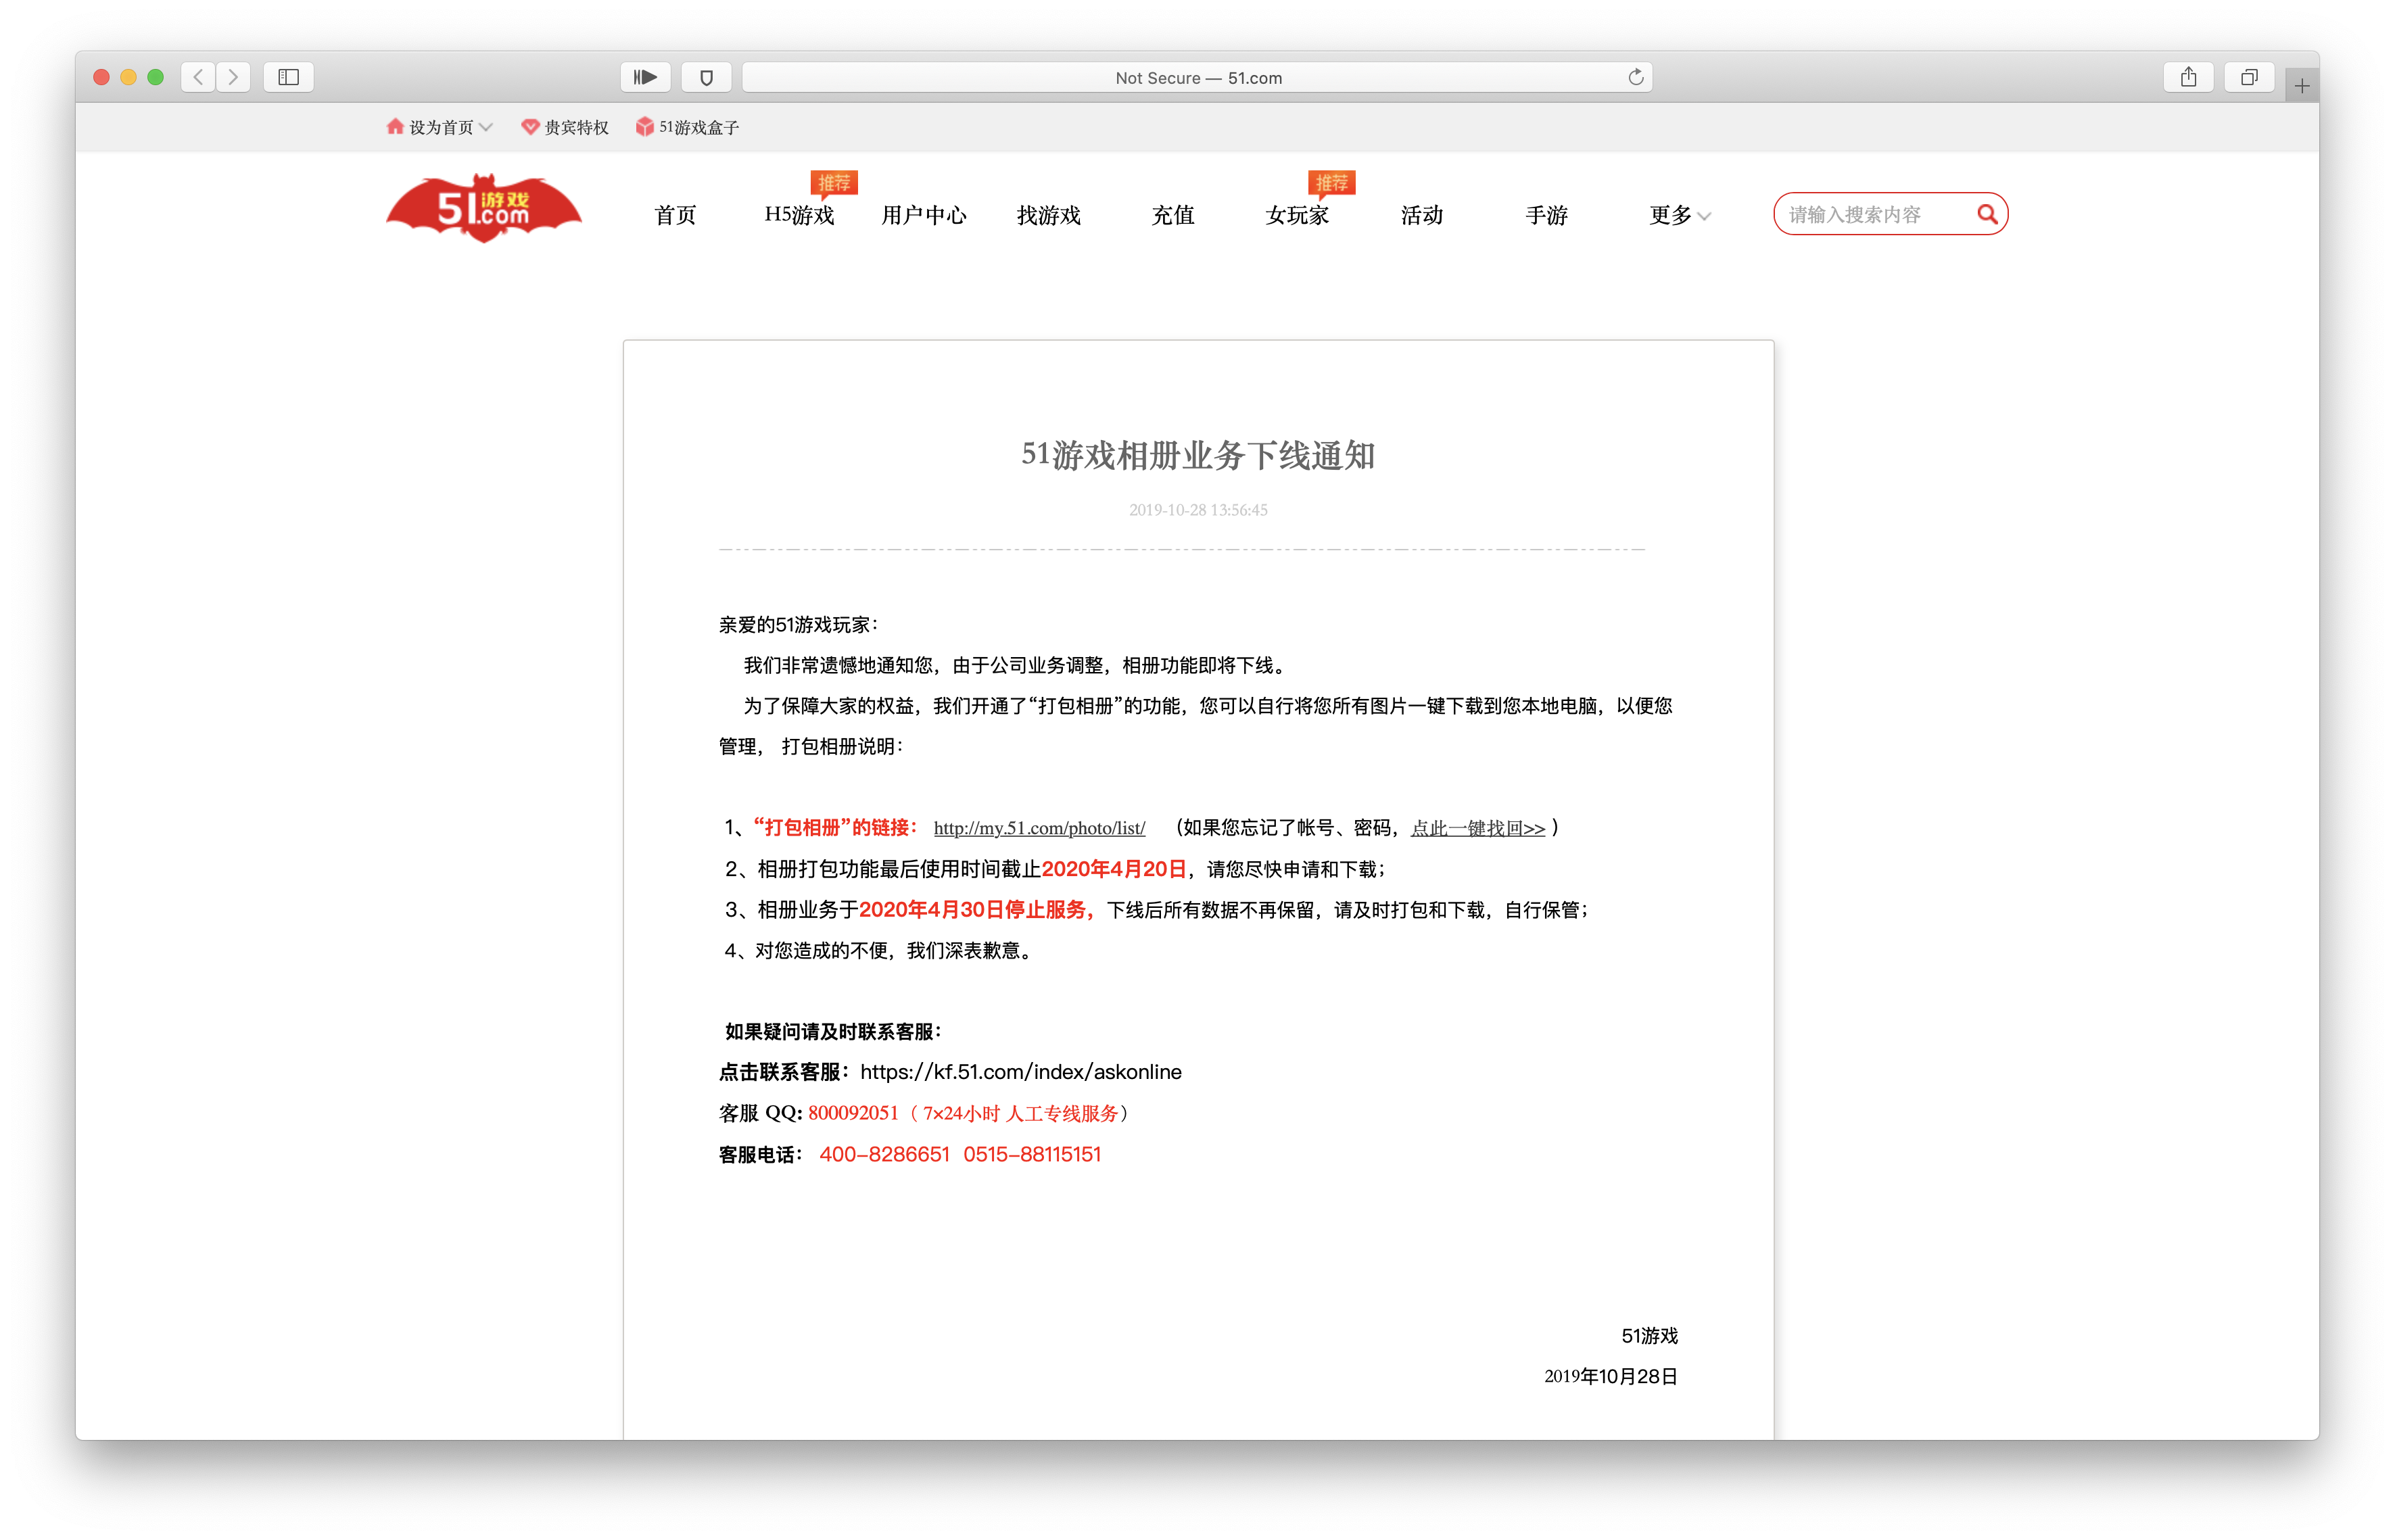 Not Secure — 51.com
设为首页 贵宾特权 51游戏盒子
51游戏.com
首页 H5游戏 推荐 用户中心 找游戏 充值 女玩家 推荐 活动 手游 更多 请输入搜索内容
51游戏相册业务下线通知
2019-10-28 13:56:45
亲爱的51游戏玩家：
我们非常遗憾地通知您，由于公司业务调整，相册功能即将下线。
为了保障大家的权益，我们开通了“打包相册”的功能，您可以自行将您所有图片一键下载到您本地电脑，以便您
管理， 打包相册说明：
1、“打包相册”的链接： http://my.51.com/photo/list/ （如果您忘记了帐号、密码，点此一键找回>> ）
2、相册打包功能最后使用时间截止2020年4月20日，请您尽快申请和下载；
3、相册业务于2020年4月30日停止服务，下线后所有数据不再保留，请及时打包和下载，自行保管；
4、对您造成的不便，我们深表歉意。
如果疑问请及时联系客服：
点击联系客服：https://kf.51.com/index/askonline
客服 QQ: 800092051（ 7×24小时 人工专线服务）
客服电话： 400-8286651 0515-88115151
51游戏
2019年10月28日